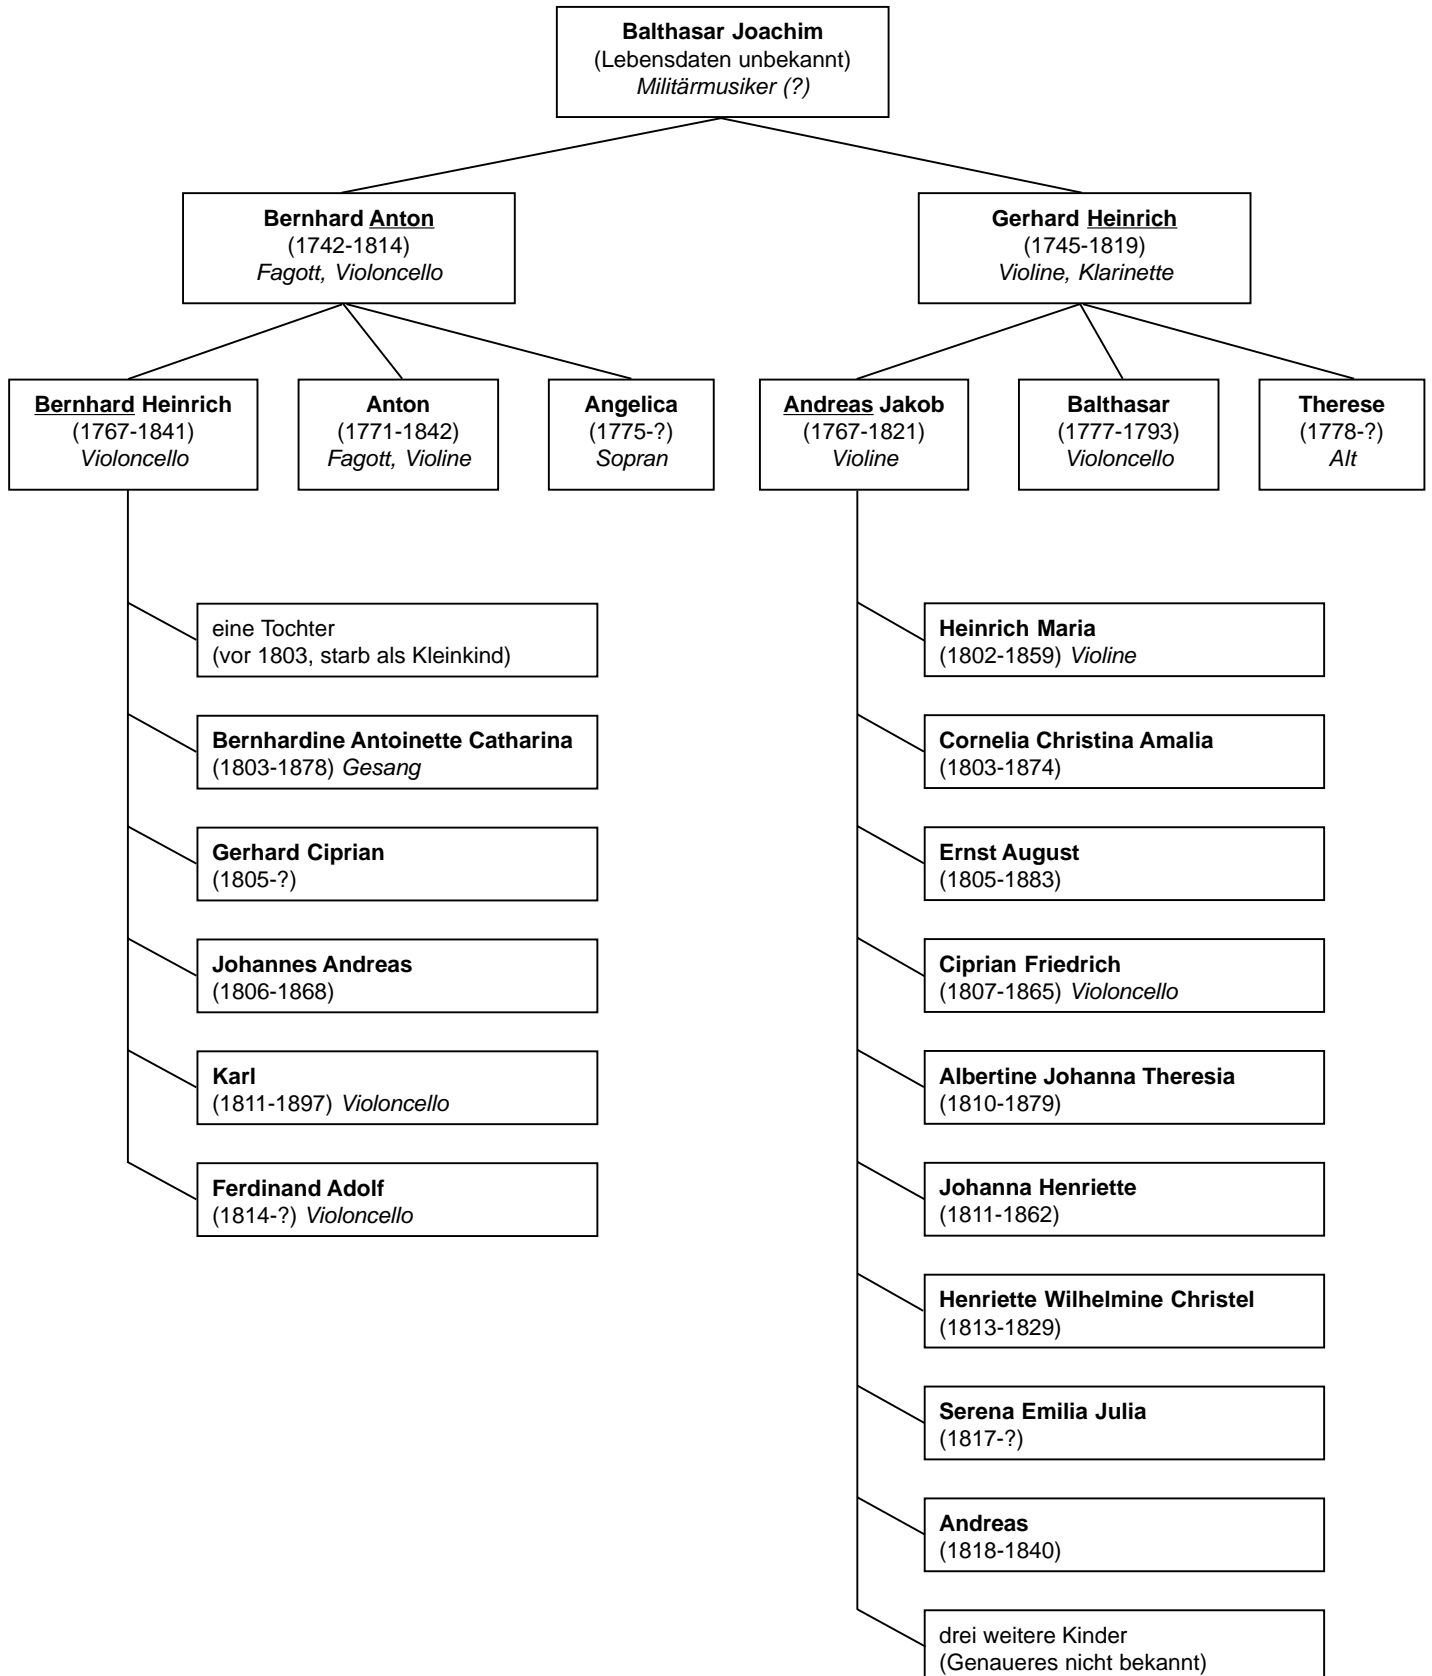 Balthasar Joachim
(Lebensdaten unbekannt)
Militärmusiker (?)
Bernhard Anton
(1742-1814)
Fagott, Violoncello
Gerhard Heinrich
(1745-1819)
Violine, Klarinette
Bernhard Heinrich
(1767-1841)
Violoncello
Anton
(1771-1842)
Fagott, Violine
Angelica
(1775-?)
Sopran
Andreas Jakob
(1767-1821)
Violine
Balthasar
(1777-1793)
Violoncello
Therese
(1778-?)
Alt
eine Tochter
(vor 1803, starb als Kleinkind)
Bernhardine Antoinette Catharina
(1803-1878) Gesang
Gerhard Ciprian
(1805-?)
Johannes Andreas
(1806-1868)
Karl
(1811-1897) Violoncello
Ferdinand Adolf
(1814-?) Violoncello
Heinrich Maria
(1802-1859) Violine
Cornelia Christina Amalia
(1803-1874)
Ernst August
(1805-1883)
Ciprian Friedrich
(1807-1865) Violoncello
Albertine Johanna Theresia
(1810-1879)
Johanna Henriette
(1811-1862)
Henriette Wilhelmine Christel
(1813-1829)
Serena Emilia Julia
(1817-?)
Andreas
(1818-1840)
drei weitere Kinder
(Genaueres nicht bekannt)